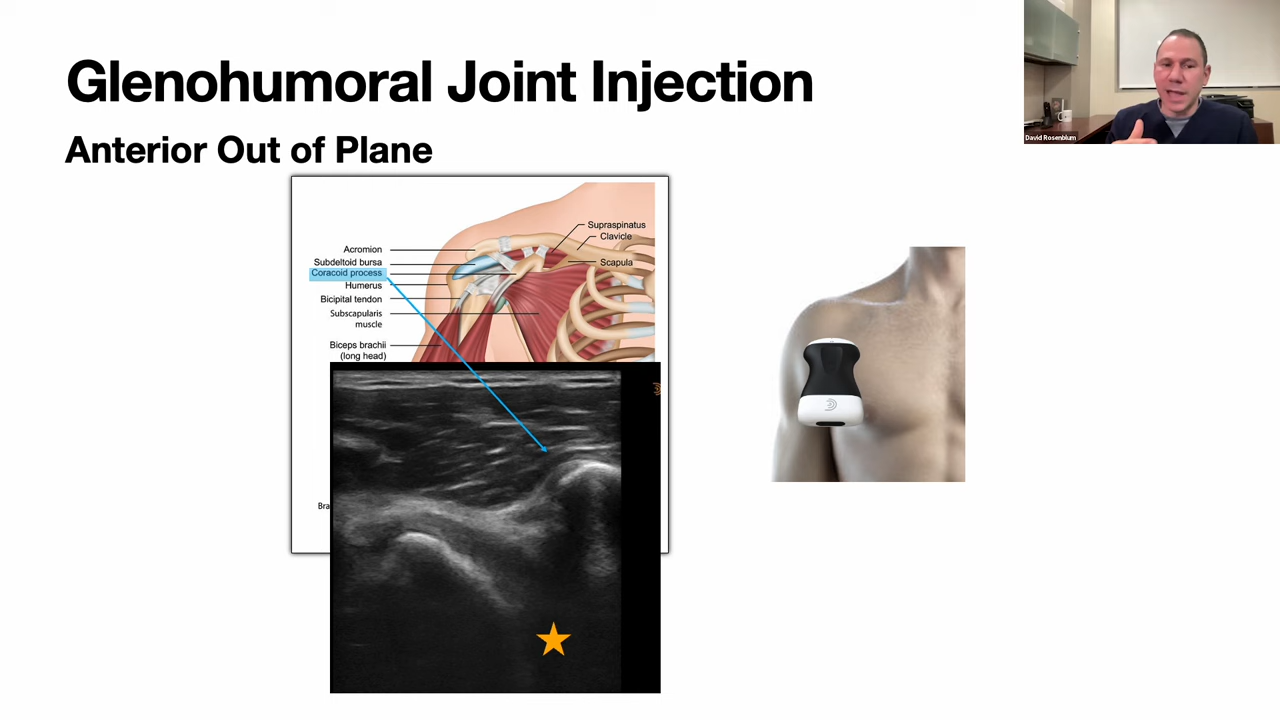 Glenohumoral Joint Injection
Anterior Out of Plane
David Rosenblum
Supraspinatus
Clavicle
Scapula
Acromion
Subdeltoid bursa
Coracoid process
Humerus
Bicipital tendon
Subscapularis
muscle
Biceps brachii
(long head)
Bra